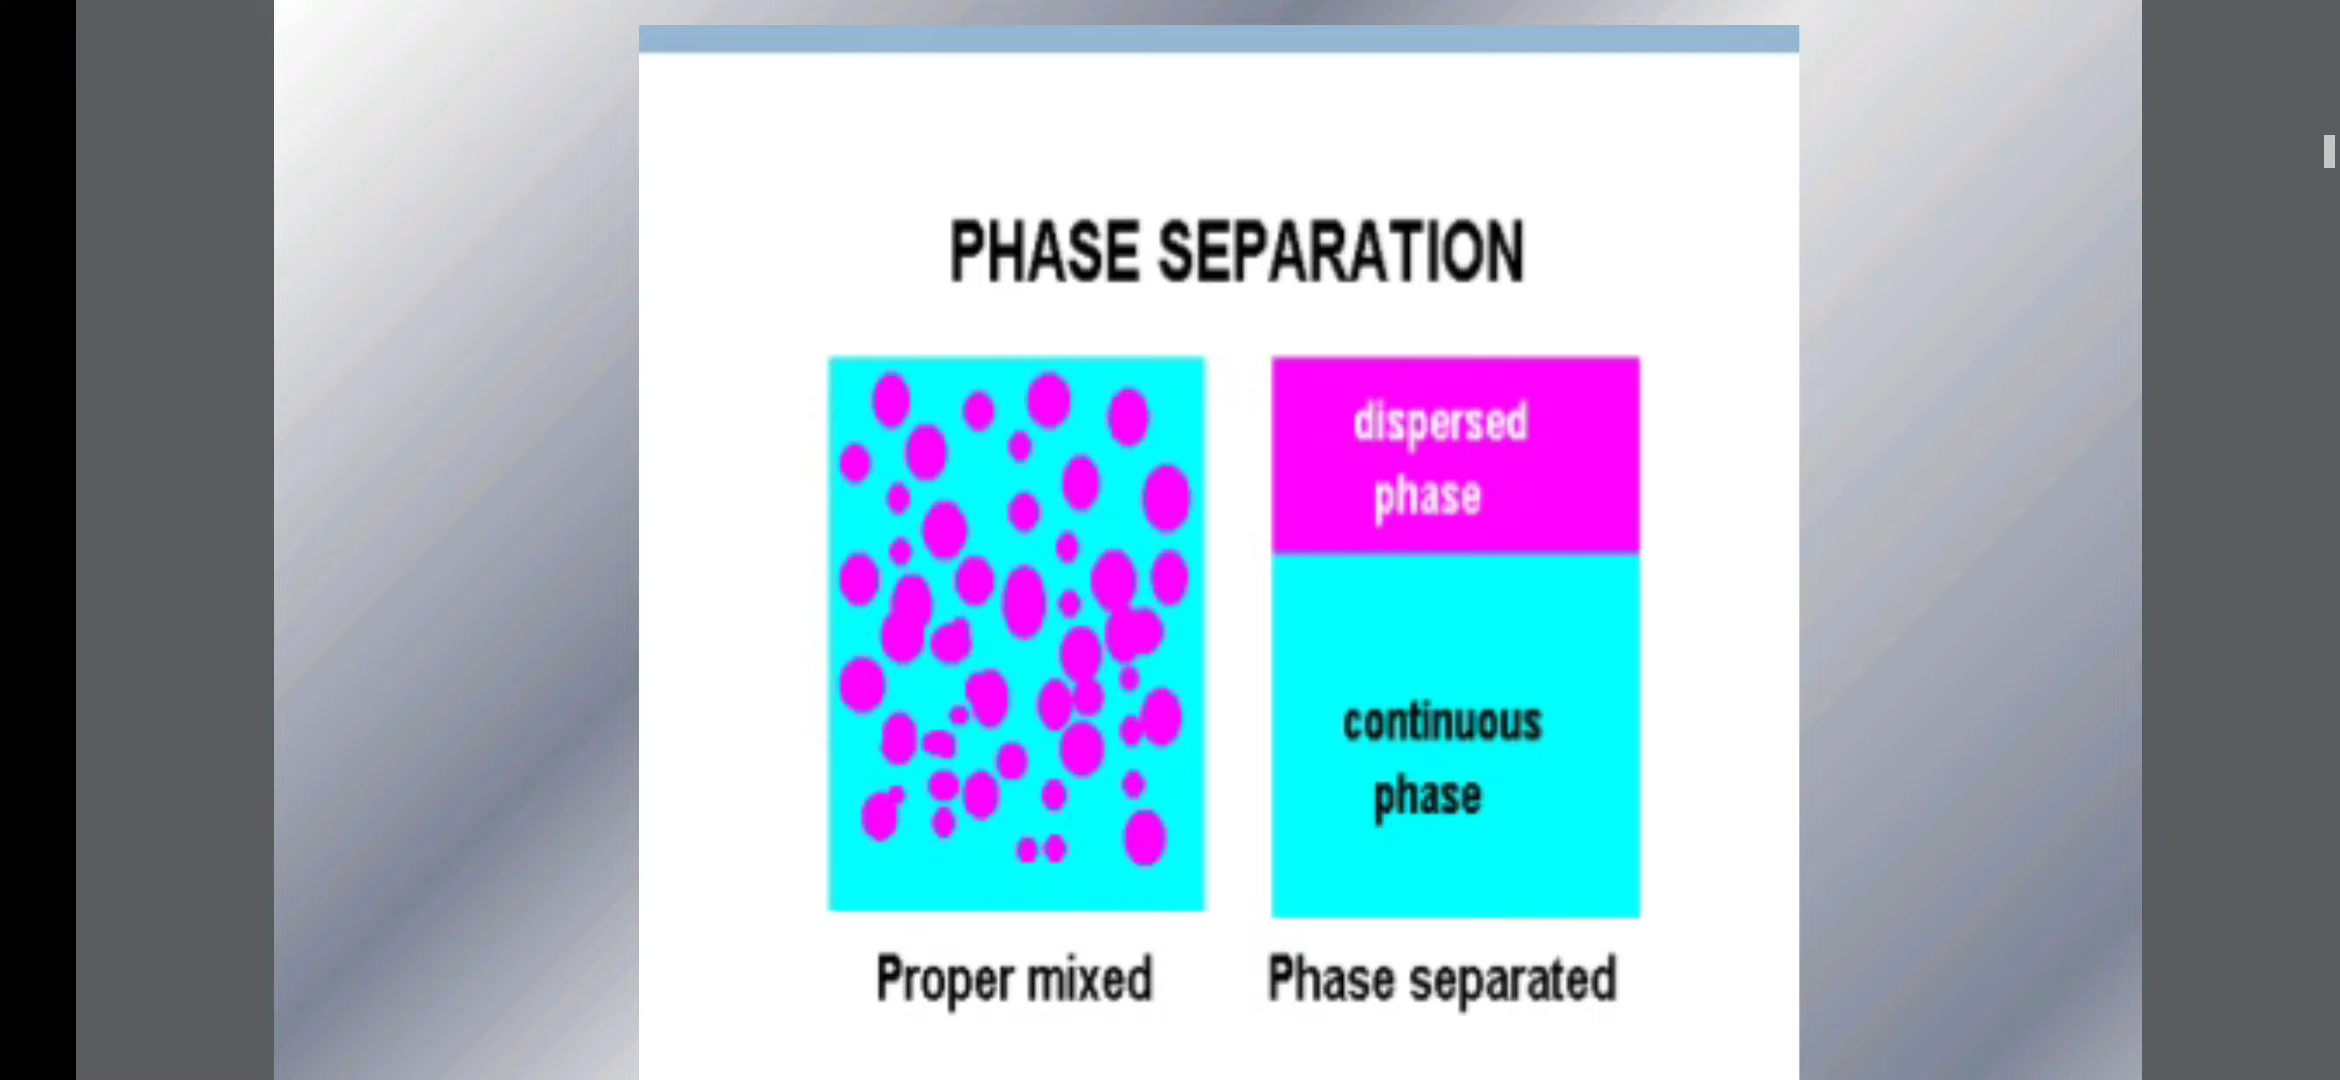 PHASE SEPARATION
dispersed
phase
continuous
phase
Proper mixed
Phase separated